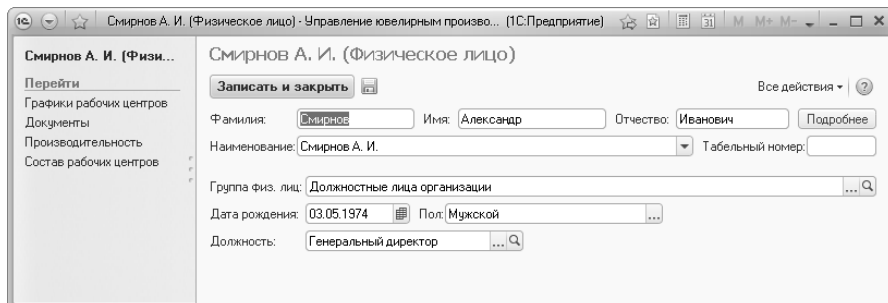 1С Смирнов А. И. (Физическое лицо) - Управление ювелирным произво... (1С:Предприятие) 31 M M+ M-
Смирнов А. И. (Физи...
Перейти
Графики рабочих центров
Документы
Производительность
Состав рабочих центров
Смирнов А. И. (Физическое лицо)
Записать и закрыть Все действия ?
Фамилия: Смирнов Имя: Александр Отчество: Иванович Подробнее
Наименование: Смирнов А. И. Табельный номер:
Группа физ. лиц: Должностные лица организации ...
Дата рождения: 03.05.1974 Пол: Мужской ...
Должность: Генеральный директор ...